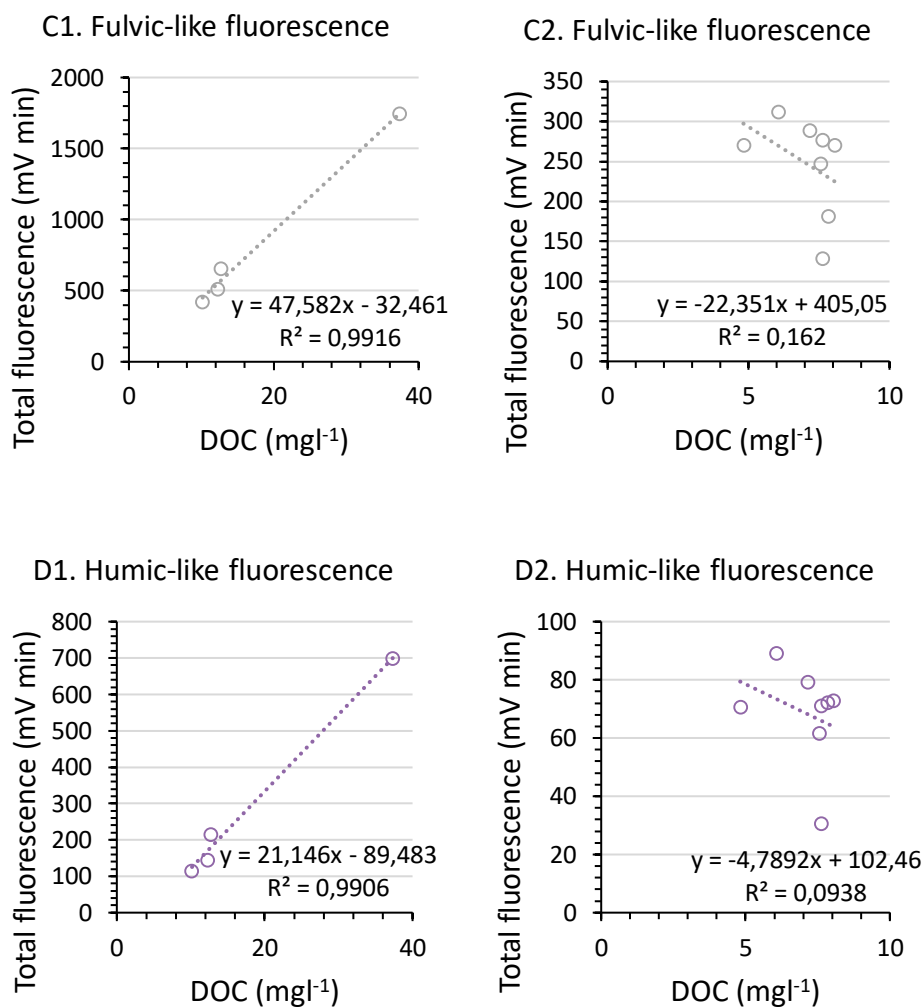 C1. Fulvic-like fluorescence
Total fluorescence (mV min)
2000
1500
1000
500
0
y = 47,582x - 32,461
R² = 0,9916
0 20 40
DOC (mgl⁻¹)
C2. Fulvic-like fluorescence
Total fluorescence (mV min)
350
300
250
200
150
100
50
0
y = -22,351x + 405,05
R² = 0,162
0 5 10
DOC (mgl⁻¹)
D1. Humic-like fluorescence
Total fluorescence (mV min)
800
700
600
500
400
300
200
100
0
y = 21,146x - 89,483
R² = 0,9906
0 20 40
DOC (mgl⁻¹)
D2. Humic-like fluorescence
Total fluorescence (mV min)
100
80
60
40
20
0
y = -4,7892x + 102,46
R² = 0,0938
0 5 10
DOC (mgl⁻¹)